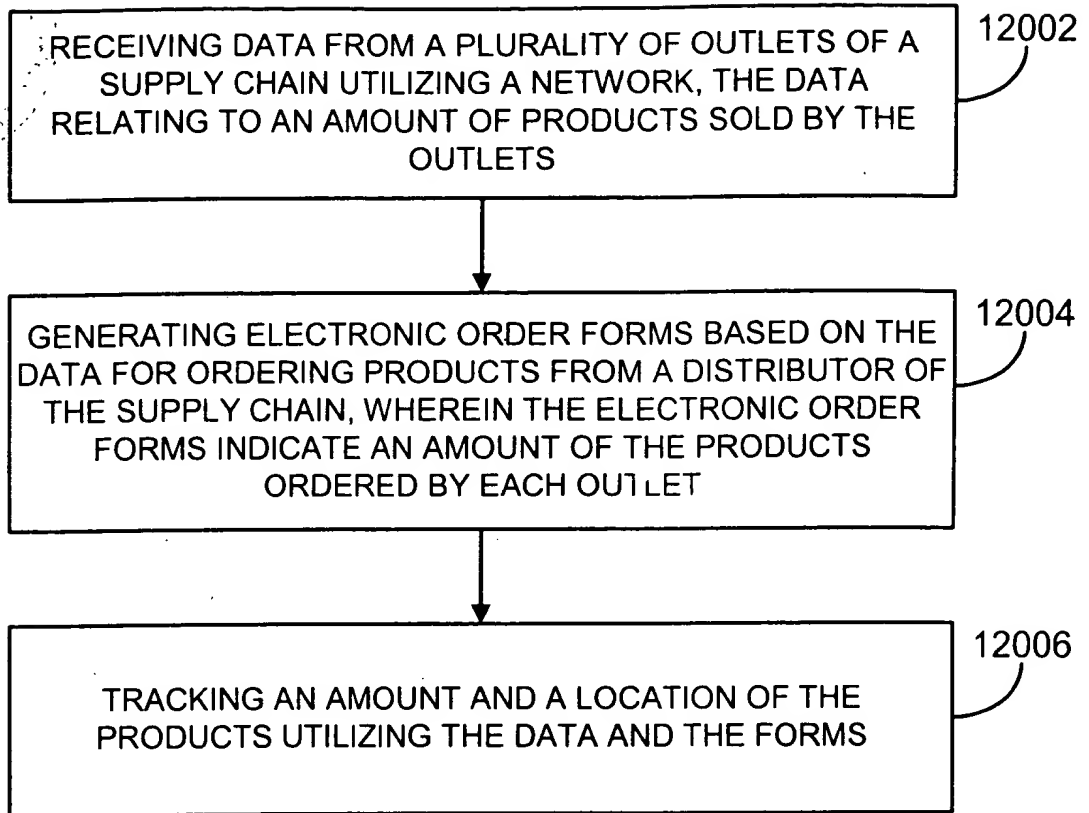 RECEIVING DATA FROM A PLURALITY OF OUTLETS OF A
SUPPLY CHAIN UTILIZING A NETWORK, THE DATA
RELATING TO AN AMOUNT OF PRODUCTS SOLD BY THE
OUTLETS
12002
GENERATING ELECTRONIC ORDER FORMS BASED ON THE
DATA FOR ORDERING PRODUCTS FROM A DISTRIBUTOR OF
THE SUPPLY CHAIN, WHEREIN THE ELECTRONIC ORDER
FORMS INDICATE AN AMOUNT OF THE PRODUCTS
ORDERED BY EACH OUTLET
12004
TRACKING AN AMOUNT AND A LOCATION OF THE
PRODUCTS UTILIZING THE DATA AND THE FORMS
12006